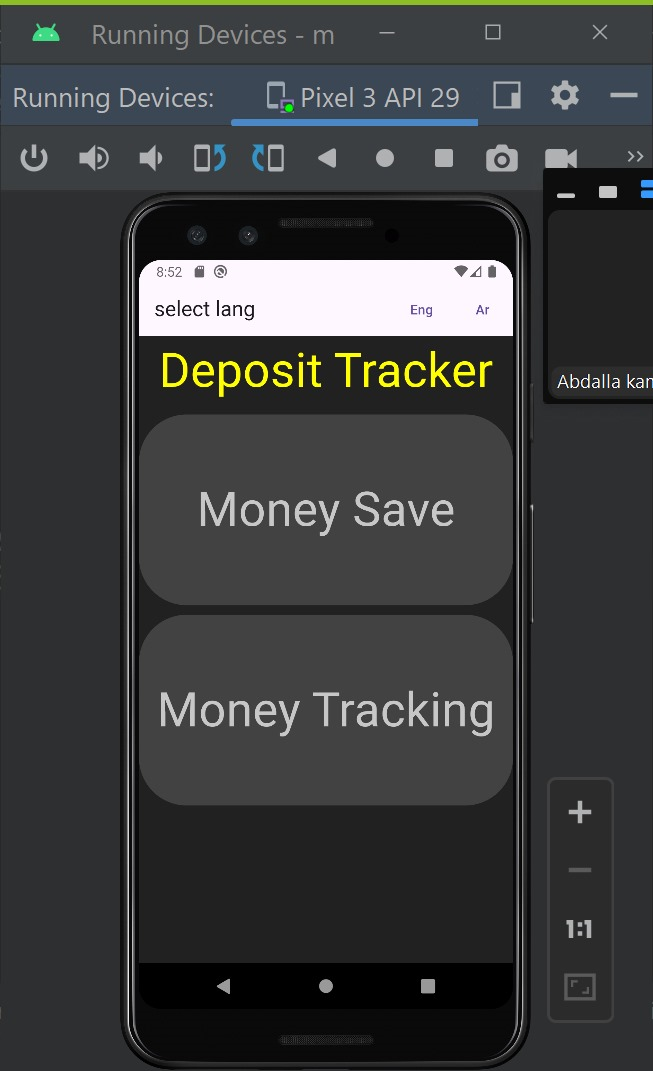 Running Devices - m
Running Devices:
Pixel 3 API 29
8:52
select lang
Eng
Ar
Deposit Tracker
Money Save
Money Tracking
Abdalla kam
1:1